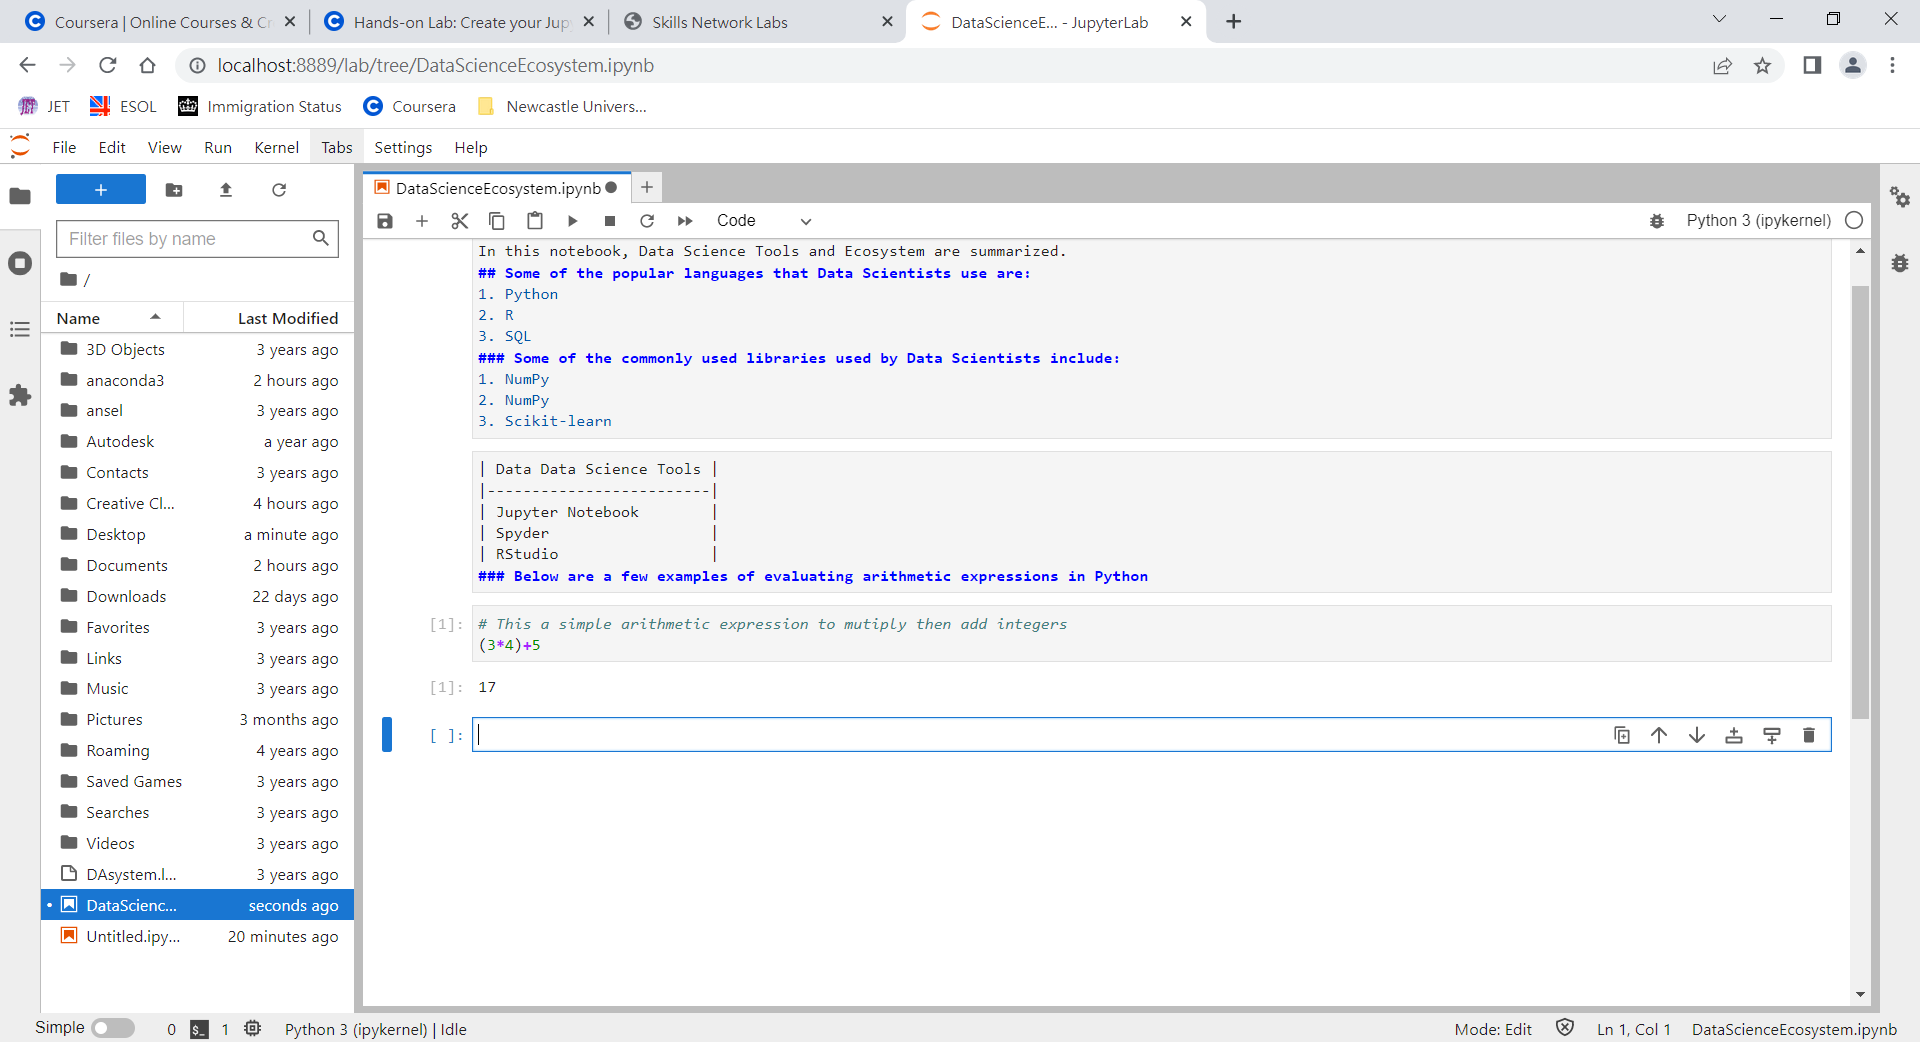 Coursera | Online Courses & Cr
Hands-on Lab: Create your Jup
Skills Network Labs
DataScienceE... - JupyterLab
localhost:8889/lab/tree/DataScienceEcosystem.ipynb
JET
ESOL
Immigration Status
Coursera
Newcastle Univers...
File Edit View Run Kernel Tabs Settings Help
DataScienceEcosystem.ipynb
Code
Python 3 (ipykernel)
Filter files by name
/
Name Last Modified
3D Objects 3 years ago
anaconda3 2 hours ago
ansel 3 years ago
Autodesk a year ago
Contacts 3 years ago
Creative Cl... 4 hours ago
Desktop a minute ago
Documents 2 hours ago
Downloads 22 days ago
Favorites 3 years ago
Links 3 years ago
Music 3 years ago
Pictures 3 months ago
Roaming 4 years ago
Saved Games 3 years ago
Searches 3 years ago
Videos 3 years ago
DAsystem.l... 3 years ago
DataScienc... seconds ago
Untitled.ipy... 20 minutes ago
In this notebook, Data Science Tools and Ecosystem are summarized.
## Some of the popular languages that Data Scientists use are:
1. Python
2. R
3. SQL
### Some of the commonly used libraries used by Data Scientists include:
1. NumPy
2. NumPy
3. Scikit-learn
| Data Data Science Tools |
|-------------------------|
| Jupyter Notebook |
| Spyder |
| RStudio |
### Below are a few examples of evaluating arithmetic expressions in Python
[1]: # This a simple arithmetic expression to mutiply then add integers
(3*4)+5
[1]: 17
[ ]:
Simple 0 $_ 1 Python 3 (ipykernel) | Idle
Mode: Edit Ln 1, Col 1 DataScienceEcosystem.ipynb